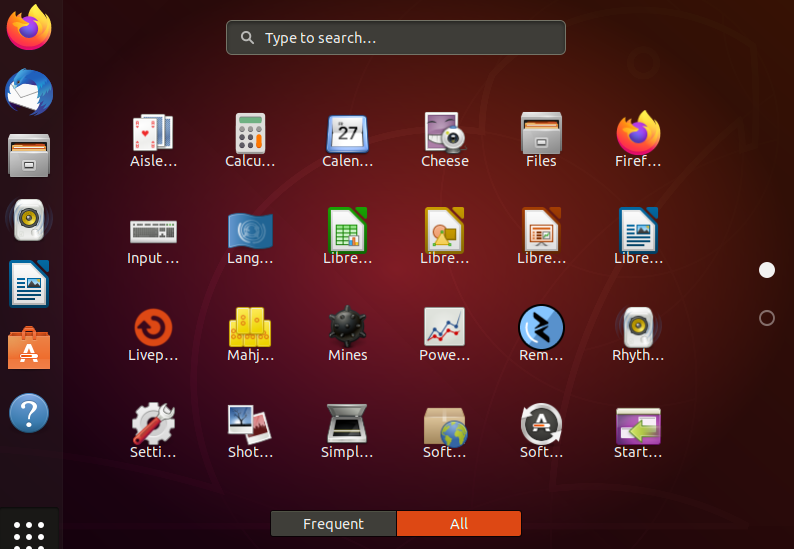 Type to search...
Aisle...
Calcu...
Calen...
Cheese
Files
Firef...
Input ...
Lang...
Libre...
Libre...
Libre...
Libre...
Livep...
Mahj...
Mines
Powe...
Rem...
Rhyth...
Setti...
Shot...
Simpl...
Soft...
Soft...
Start...
Frequent
All
27